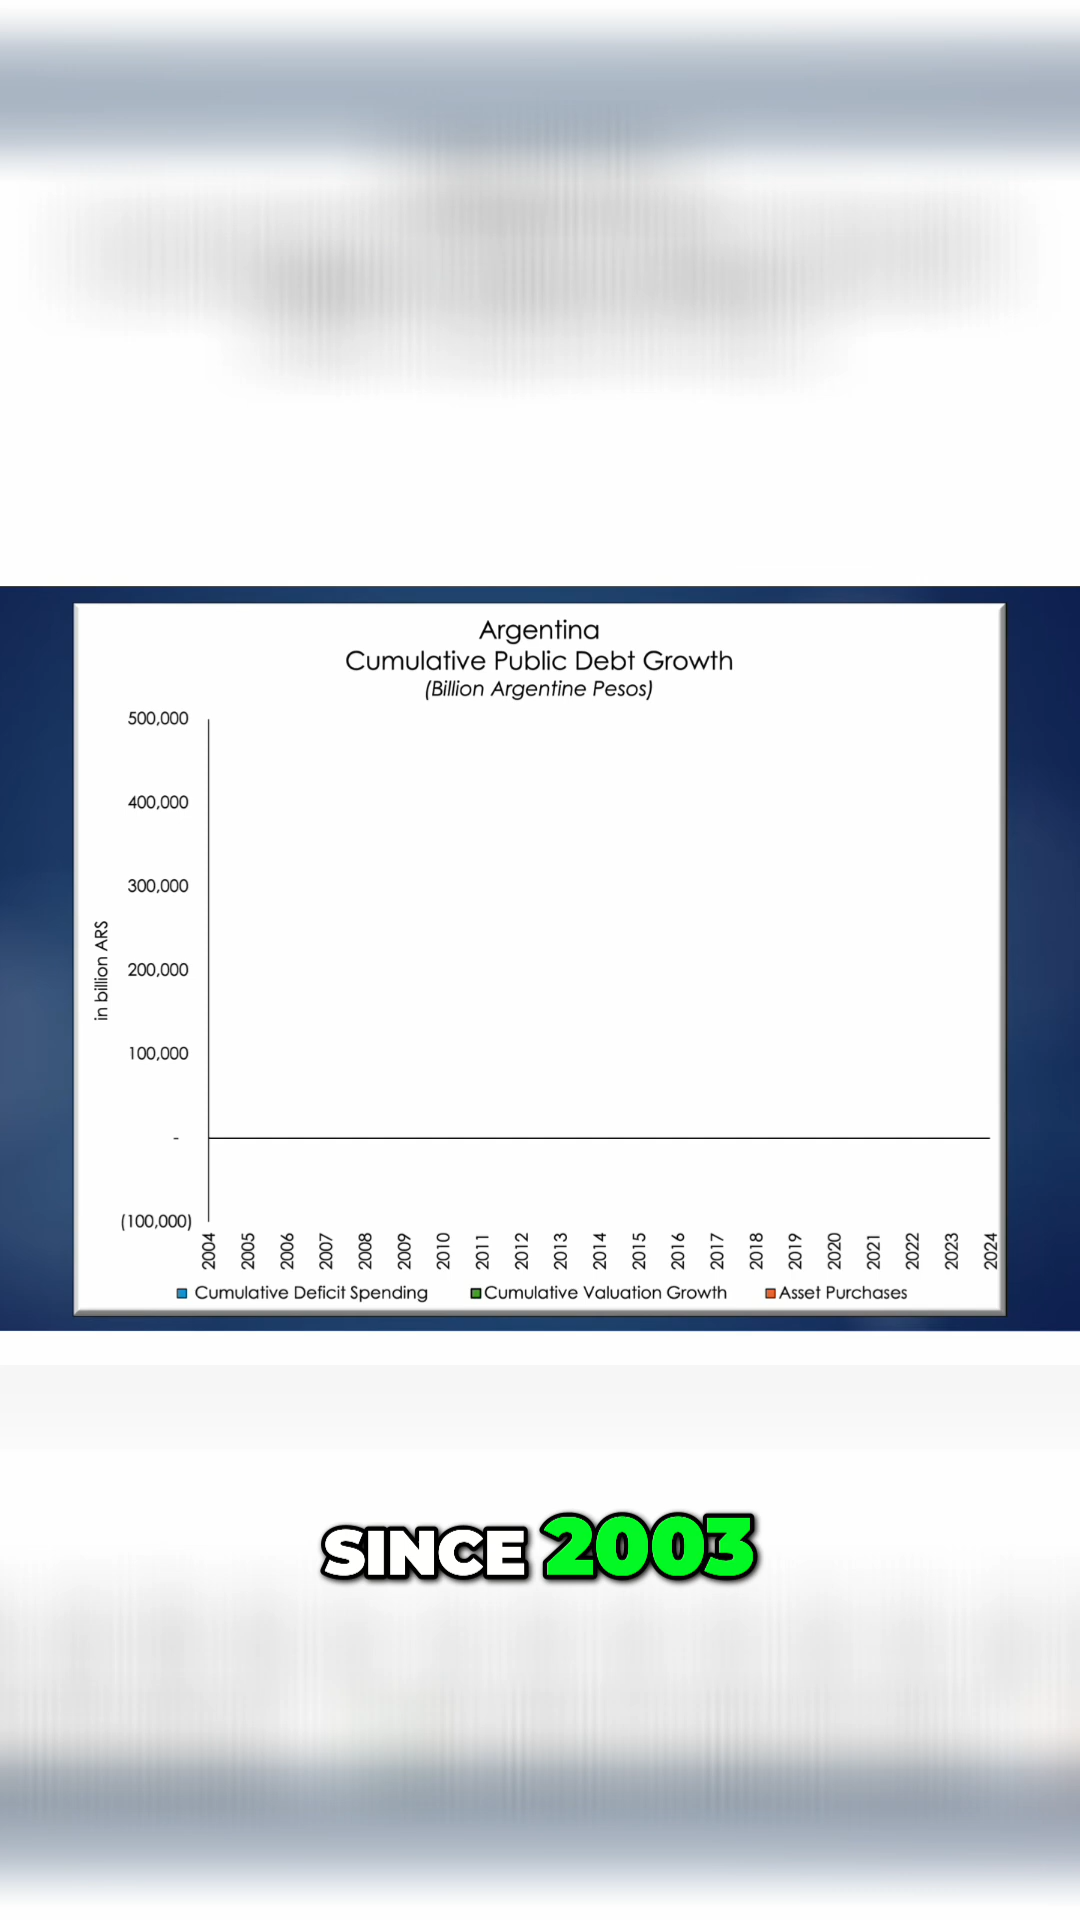 Argentina
Cumulative Public Debt Growth
(Billion Argentine Pesos)
in billion ARS
500,000
400,000
300,000
200,000
100,000
-
(100,000)
2004 2005 2006 2007 2008 2009 2010 2011 2012 2013 2014 2015 2016 2017 2018 2019 2020 2021 2022 2023 2024
Cumulative Deficit Spending Cumulative Valuation Growth Asset Purchases
SINCE 2003